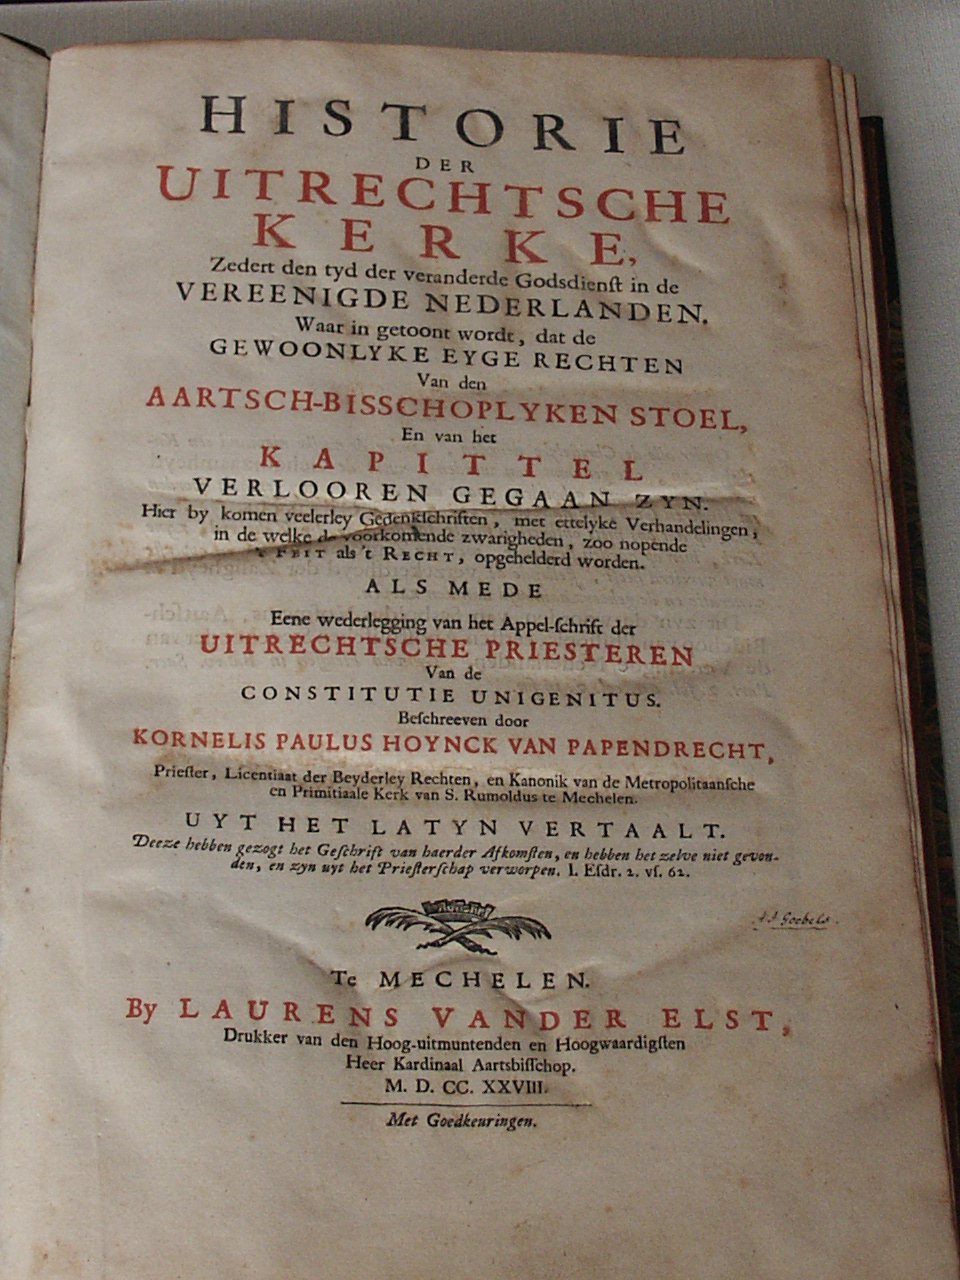 HISTORIE
DER
UITRECHTSCHE
KERKE,
Zedert den tyd der veranderde Godsdienſt in de
VEREENIGDE NEDERLANDEN.
Waar in getoont wordt, dat de
GEWOONLYKE EYGE RECHTEN
Van den
AARTSCH-BISSCHOPLYKEN STOEL,
En van het
KAPITTEL
VERLOOREN GEGAAN ZYN.
Hier by komen veelerley Gedenkſchriften, met ettelyke Verhandelingen,
in de welke de voorkomende zwarigheden, zoo nopende
't FEIT als 't RECHT, opgehelderd worden.
ALS MEDE
Eene wederlegging van het Appel-ſchrift der
UITRECHTSCHE PRIESTEREN
Van de
CONSTITUTIE UNIGENITUS.
Beſchreeven door
KORNELIS PAULUS HOYNCK VAN PAPENDRECHT,
Prieſter, Licentiaat der Beyderley Rechten, en Kanonik van de Metropolitaanſche
en Primitiaale Kerk van S. Rumoldus te Mechelen.
UYT HET LATYN VERTAALT.
Deeze hebben gezogt het Geſchrift van haerder Afkomſten, en hebben het zelve niet gevon-
den, en zyn uyt het Prieſterſchap verworpen. I. Eſdr. 2. vſ. 62.
A J Goebels.
Te MECHELEN.
By LAURENS VANDER ELST,
Drukker van den Hoog-uitmuntenden en Hoogwaardigſten
Heer Kardinaal Aartsbiſſchop.
M. D. CC. XXVIII.
Met Goedkeuringen.